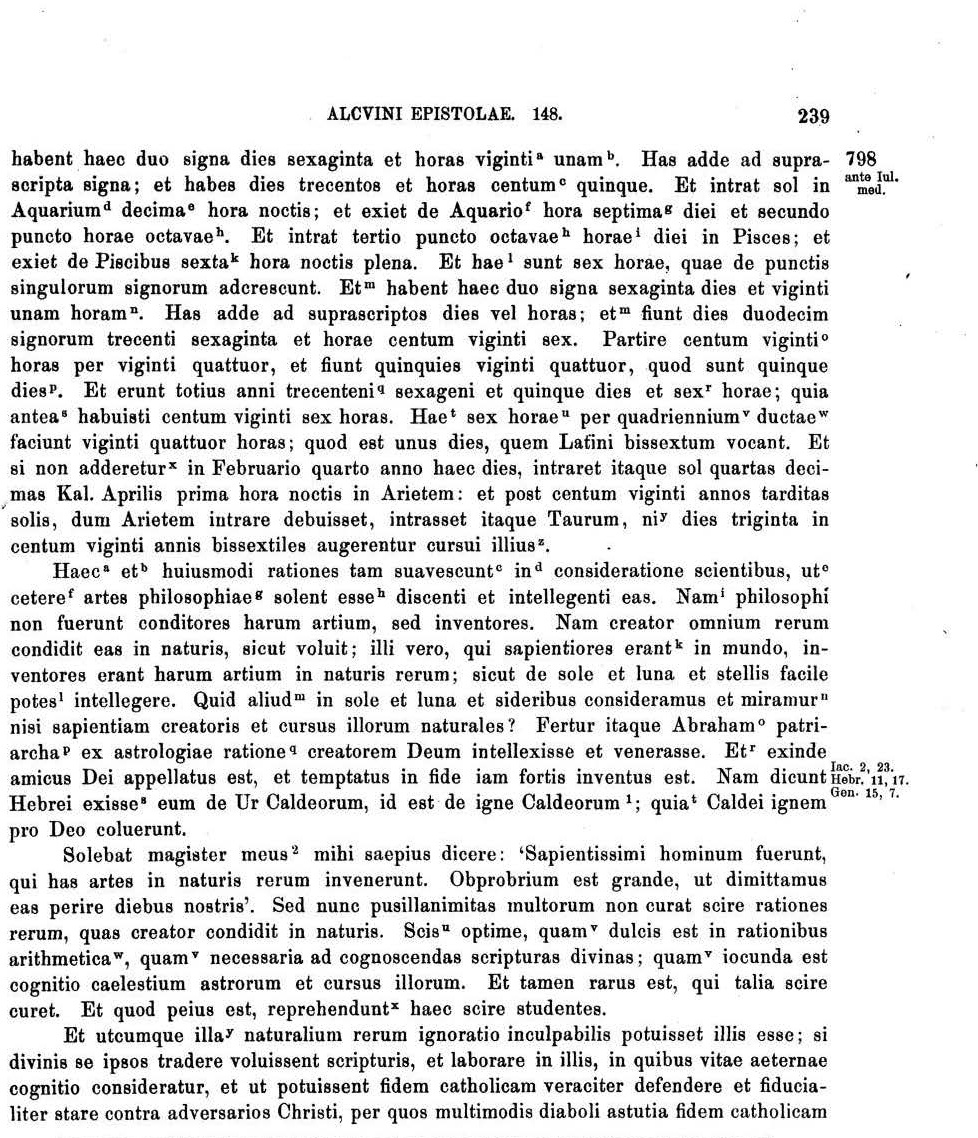 ALCVINI EPISTOLAE. 148. 239
habent haec duo signa dies sexaginta et horas viginti ᵃ unam ᵇ. Has adde ad supra- 798
scripta signa; et habes dies trecentos et horas centum ᶜ quinque. Et intrat sol in ante Iul.
med.
Aquarium ᵈ decima ᵉ hora noctis; et exiet de Aquario ᶠ hora septima ᵍ diei et secundo
puncto horae octavae ʰ. Et intrat tertio puncto octavae ʰ horae ⁱ diei in Pisces; et
exiet de Piscibus sexta ᵏ hora noctis plena. Et hae ˡ sunt sex horae, quae de punctis
singulorum signorum adcrescunt. Et ᵐ habent haec duo signa sexaginta dies et viginti
unam horam ⁿ. Has adde ad suprascriptos dies vel horas; et ᵐ fiunt dies duodecim
signorum trecenti sexaginta et horae centum viginti sex. Partire centum viginti ᵒ
horas per viginti quattuor, et fiunt quinquies viginti quattuor, quod sunt quinque
dies ᵖ. Et erunt totius anni trecenteni ᑫ sexageni et quinque dies et sex ʳ horae; quia
antea ˢ habuisti centum viginti sex horas. Hae ᵗ sex horae ᵘ per quadriennium ᵛ ductae ʷ
faciunt viginti quattuor horas; quod est unus dies, quem Latini bissextum vocant. Et
si non adderetur ˣ in Februario quarto anno haec dies, intraret itaque sol quartas deci-
mas Kal. Aprilis prima hora noctis in Arietem: et post centum viginti annos tarditas
solis, dum Arietem intrare debuisset, intrasset itaque Taurum, ni ʸ dies triginta in
centum viginti annis bissextiles augerentur cursui illius ᶻ.
Haec ᵃ et ᵇ huiusmodi rationes tam suavescunt ᶜ in ᵈ consideratione scientibus, ut ᵉ
cetere ᶠ artes philosophiae ᵍ solent esse ʰ discenti et intellegenti eas. Nam ⁱ philosophi
non fuerunt conditores harum artium, sed inventores. Nam creator omnium rerum
condidit eas in naturis, sicut voluit; illi vero, qui sapientiores erant ᵏ in mundo, in-
ventores erant harum artium in naturis rerum; sicut de sole et luna et stellis facile
potes ˡ intellegere. Quid aliud ᵐ in sole et luna et sideribus consideramus et miramur ⁿ
nisi sapientiam creatoris et cursus illorum naturales? Fertur itaque Abraham ᵒ patri-
archa ᵖ ex astrologiae ratione ᑫ creatorem Deum intellexisse et venerasse. Et ʳ exinde
amicus Dei appellatus est, et temptatus in fide iam fortis inventus est. Nam dicunt Iac. 2, 23.
Hebr. 11, 17.
Hebrei exisse ˢ eum de Ur Caldeorum, id est de igne Caldeorum ¹; quia ᵗ Caldei ignem Gen. 15, 7.
pro Deo coluerunt.
Solebat magister meus ² mihi saepius dicere: ‘Sapientissimi hominum fuerunt,
qui has artes in naturis rerum invenerunt. Obprobrium est grande, ut dimittamus
eas perire diebus nostris’. Sed nunc pusillanimitas multorum non curat scire rationes
rerum, quas creator condidit in naturis. Scis ᵘ optime, quam ᵛ dulcis est in rationibus
arithmetica ʷ, quam ᵛ necessaria ad cognoscendas scripturas divinas; quam ᵛ iocunda est
cognitio caelestium astrorum et cursus illorum. Et tamen rarus est, qui talia scire
curet. Et quod peius est, reprehendunt ˣ haec scire studentes.
Et utcumque illa ʸ naturalium rerum ignoratio inculpabilis potuisset illis esse; si
divinis se ipsos tradere voluissent scripturis, et laborare in illis, in quibus vitae aeternae
cognitio consideratur, et ut potuissent fidem catholicam veraciter defendere et fiducia-
liter stare contra adversarios Christi, per quos multimodis diaboli astutia fidem catholicam